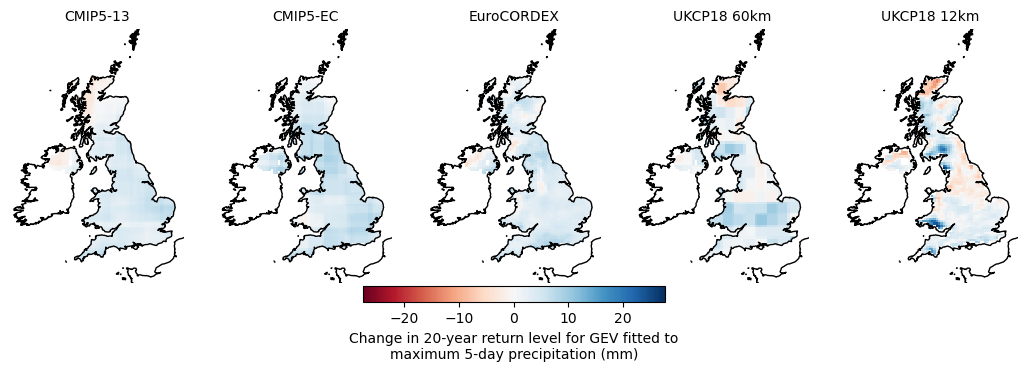 CMIP5-13
CMIP5-EC
EuroCORDEX
UKCP18 60km
UKCP18 12km
−20
−10
0
10
20
Change in 20-year return level for GEV fitted to
maximum 5-day precipitation (mm)